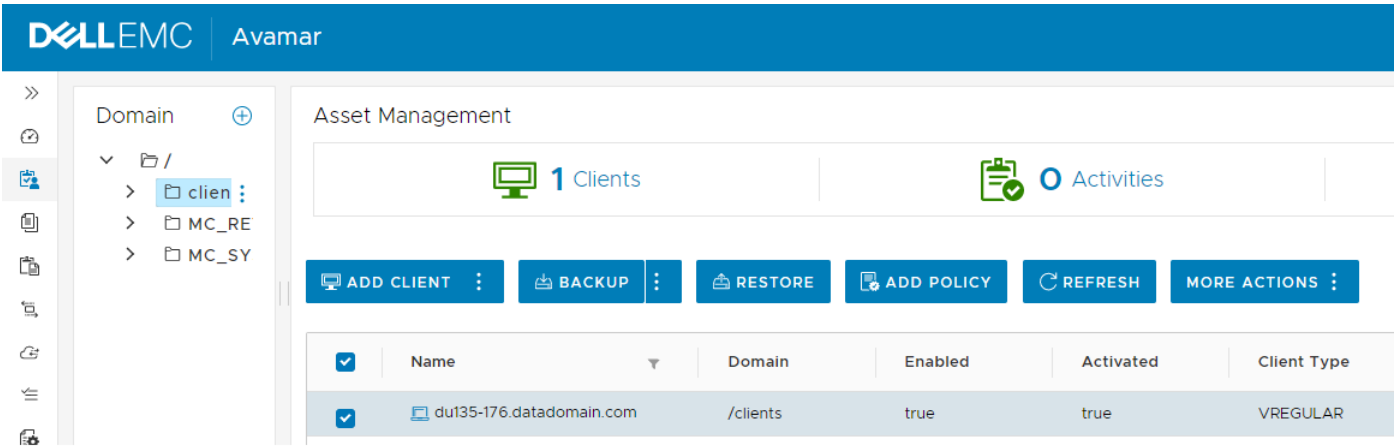 DELLEMC Avamar
Domain
/
clien
MC_RE
MC_SY
Asset Management
1 Clients
0 Activities
ADD CLIENT
BACKUP
RESTORE
ADD POLICY
REFRESH
MORE ACTIONS
Name Domain Enabled Activated Client Type
du135-176.datadomain.com /clients true true VREGULAR